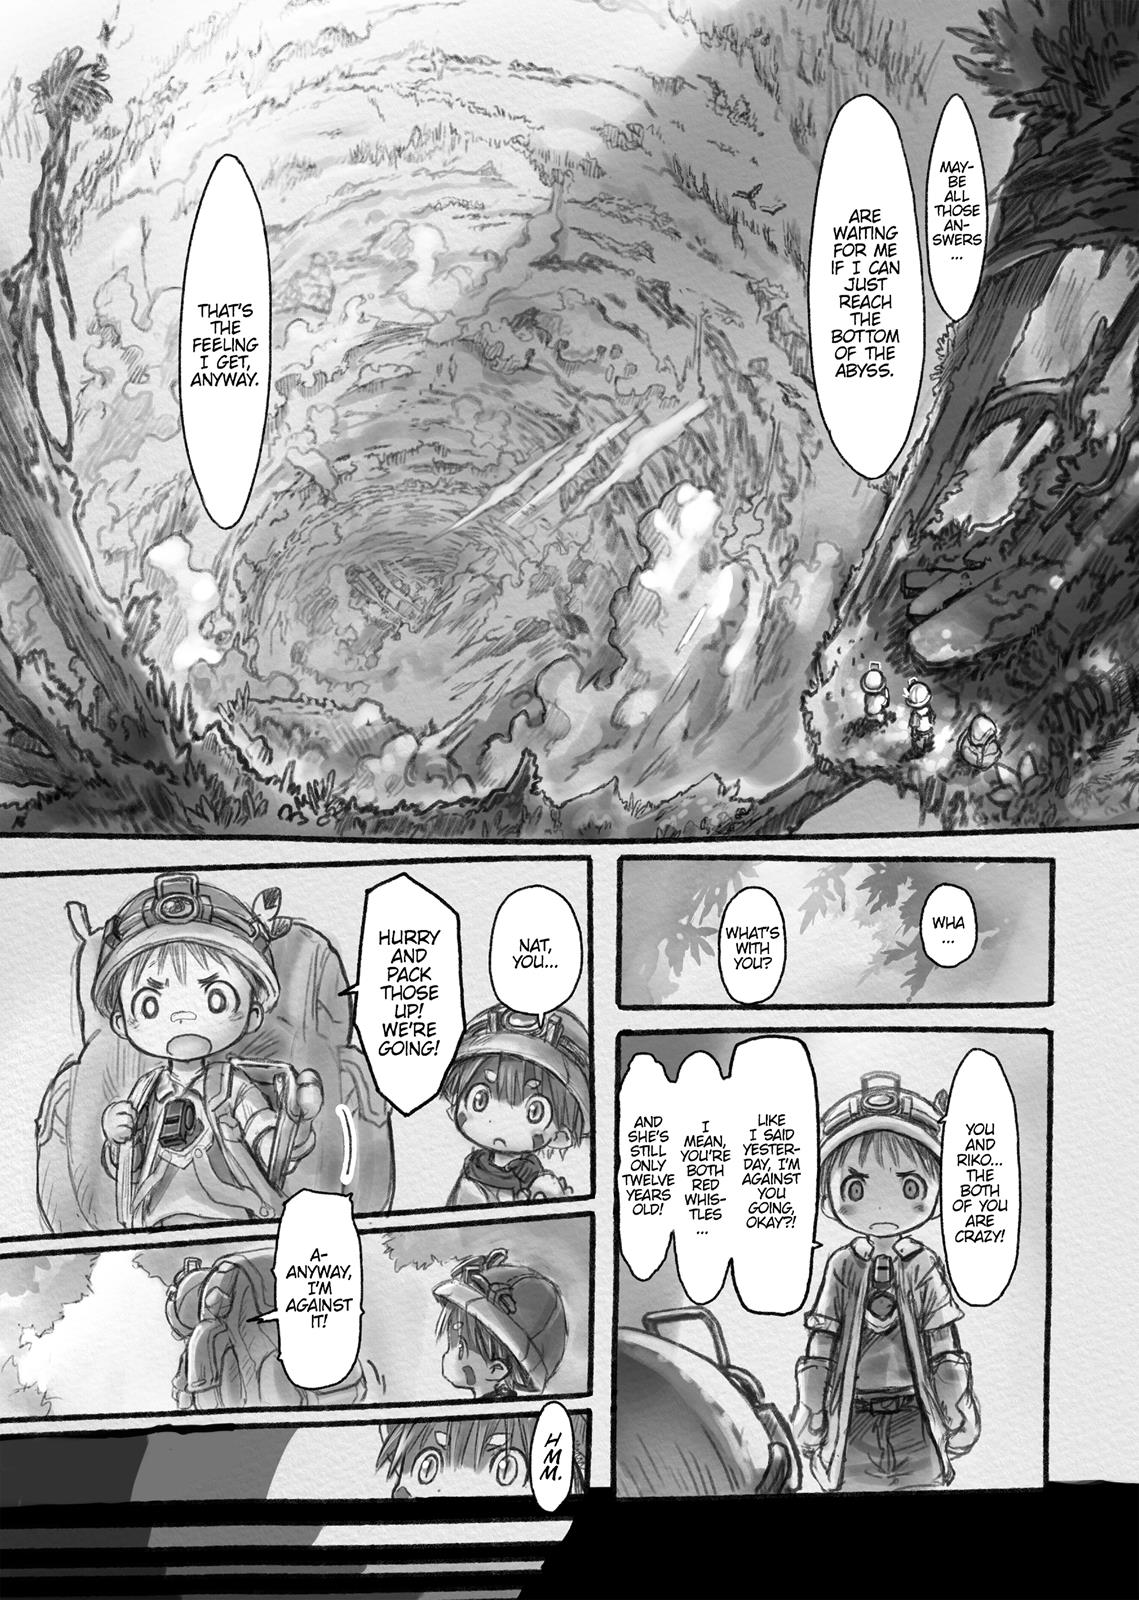 MAY-
BE
ALL
THOSE
AN-
SWERS
...
ARE
WAITING
FOR ME
IF I CAN
JUST
REACH
THE
BOTTOM
OF THE
ABYSS.
THAT'S
THE
FEELING
I GET,
ANYWAY.
WHA
...
WHAT'S
WITH
YOU?
YOU
AND
RIKO...
THE
BOTH
OF YOU
ARE
CRAZY!
LIKE
I SAID
YESTER-
DAY, I'M
AGAINST
YOU
GOING,
OKAY?!
I
MEAN,
YOU'RE
BOTH
RED
WHIS-
TLES
...
AND
SHE'S
STILL
ONLY
TWELVE
YEARS
OLD!
NAT,
YOU...
HURRY
AND
PACK
THOSE
UP!
WE'RE
GOING!
A-
ANYWAY,
I'M
AGAINST
IT!
HMM.